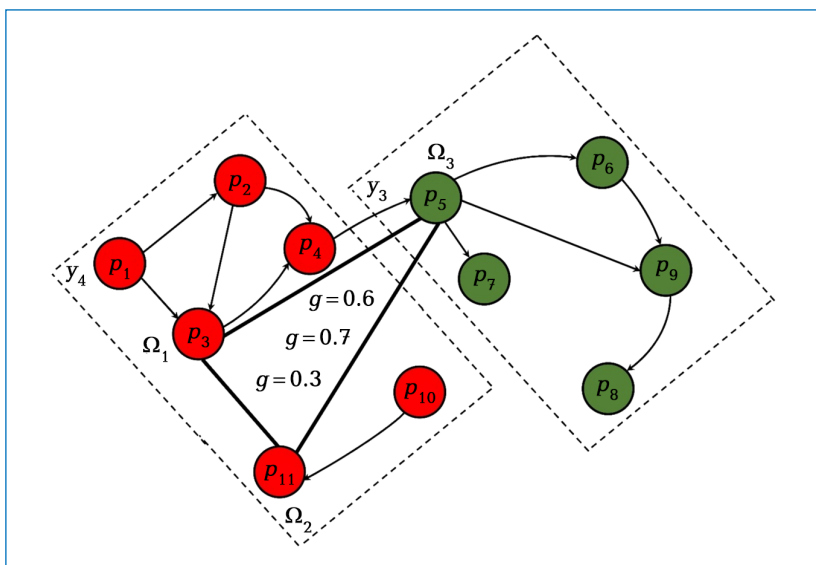 Ω₃
p₆
p₂
y₃
p₅
p₄
p₁
y₄
p₉
p₇
g = 0.6
p₃
g = 0.7
Ω₁
g = 0.3
p₁₀
p₈
p₁₁
Ω₂